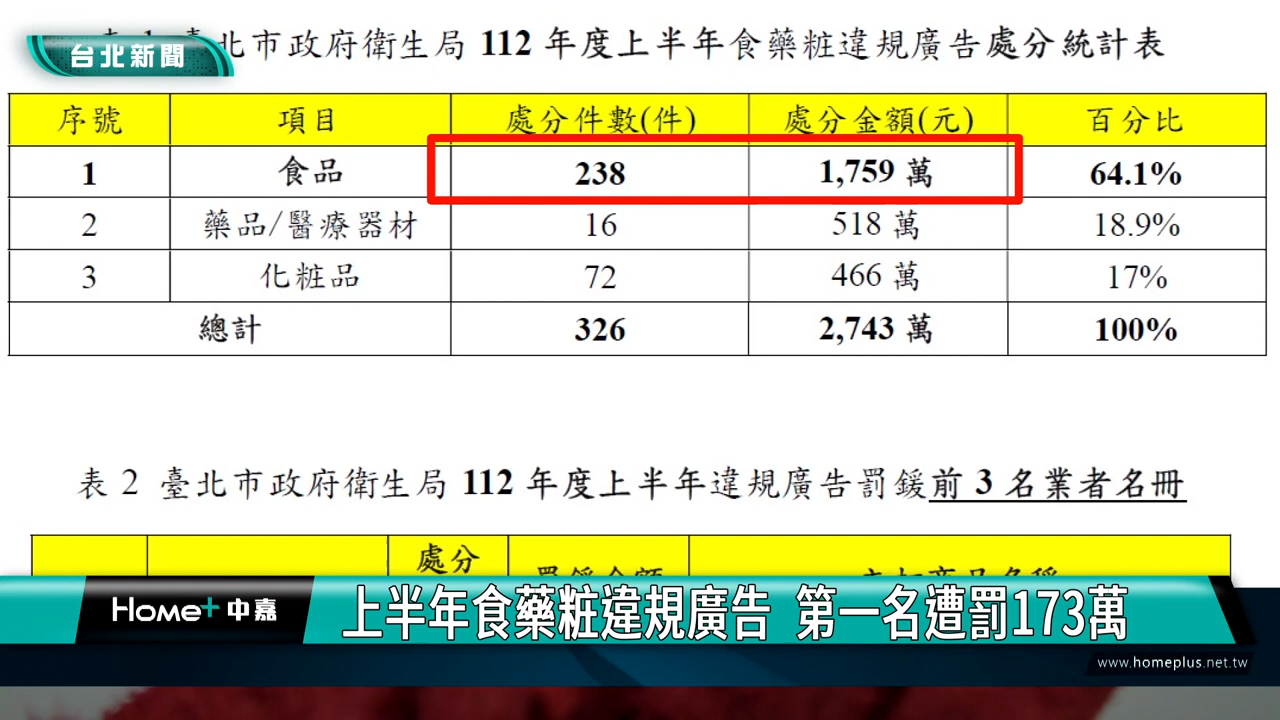 台北新聞
北市政府衛生局 112 年度上半年食藥粧違規廣告處分統計表
序號 項目 處分件數(件) 處分金額(元) 百分比
1 食品 238 1,759 萬 64.1%
2 藥品/醫療器材 16 518 萬 18.9%
3 化粧品 72 466 萬 17%
總計 326 2,743 萬 100%
表 2 臺北市政府衛生局 112 年度上半年違規廣告罰鍰前 3 名業者名冊
處分
Home+ 中嘉
上半年食藥粧違規廣告 第一名遭罰173萬
www.homeplus.net.tw